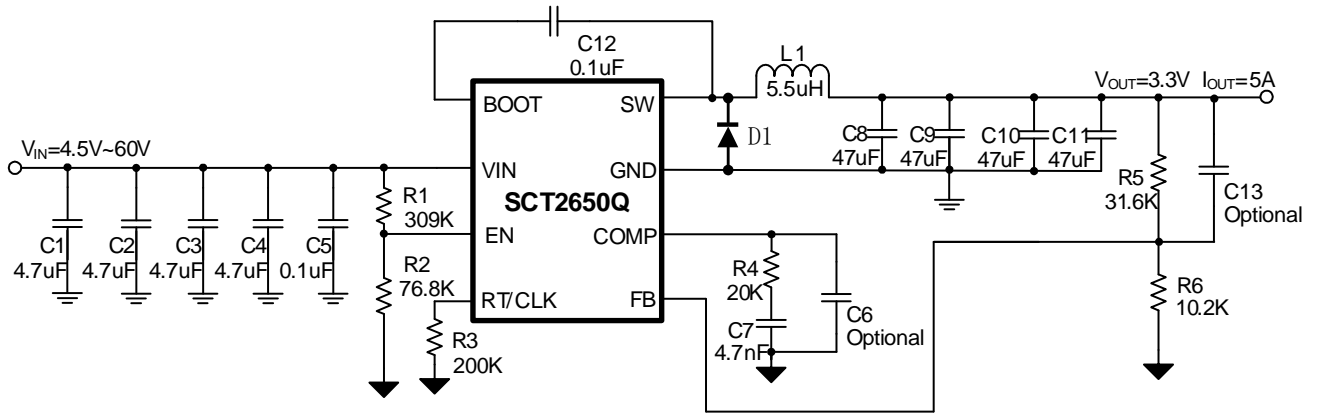 C12
0.1uF
L1
5.5uH
VOUT=3.3V IOUT=5A
BOOT
SW
D1
C8
47uF
C9
47uF
C10
47uF
C11
47uF
VIN=4.5V~60V
VIN
GND
SCT2650Q
R1
309K
R5
31.6K
C13
Optional
C1
4.7uF
C2
4.7uF
C3
4.7uF
C4
4.7uF
C5
0.1uF
EN
COMP
R2
76.8K
R4
20K
RT/CLK
FB
R6
10.2K
C6
Optional
R3
200K
C7
4.7nF